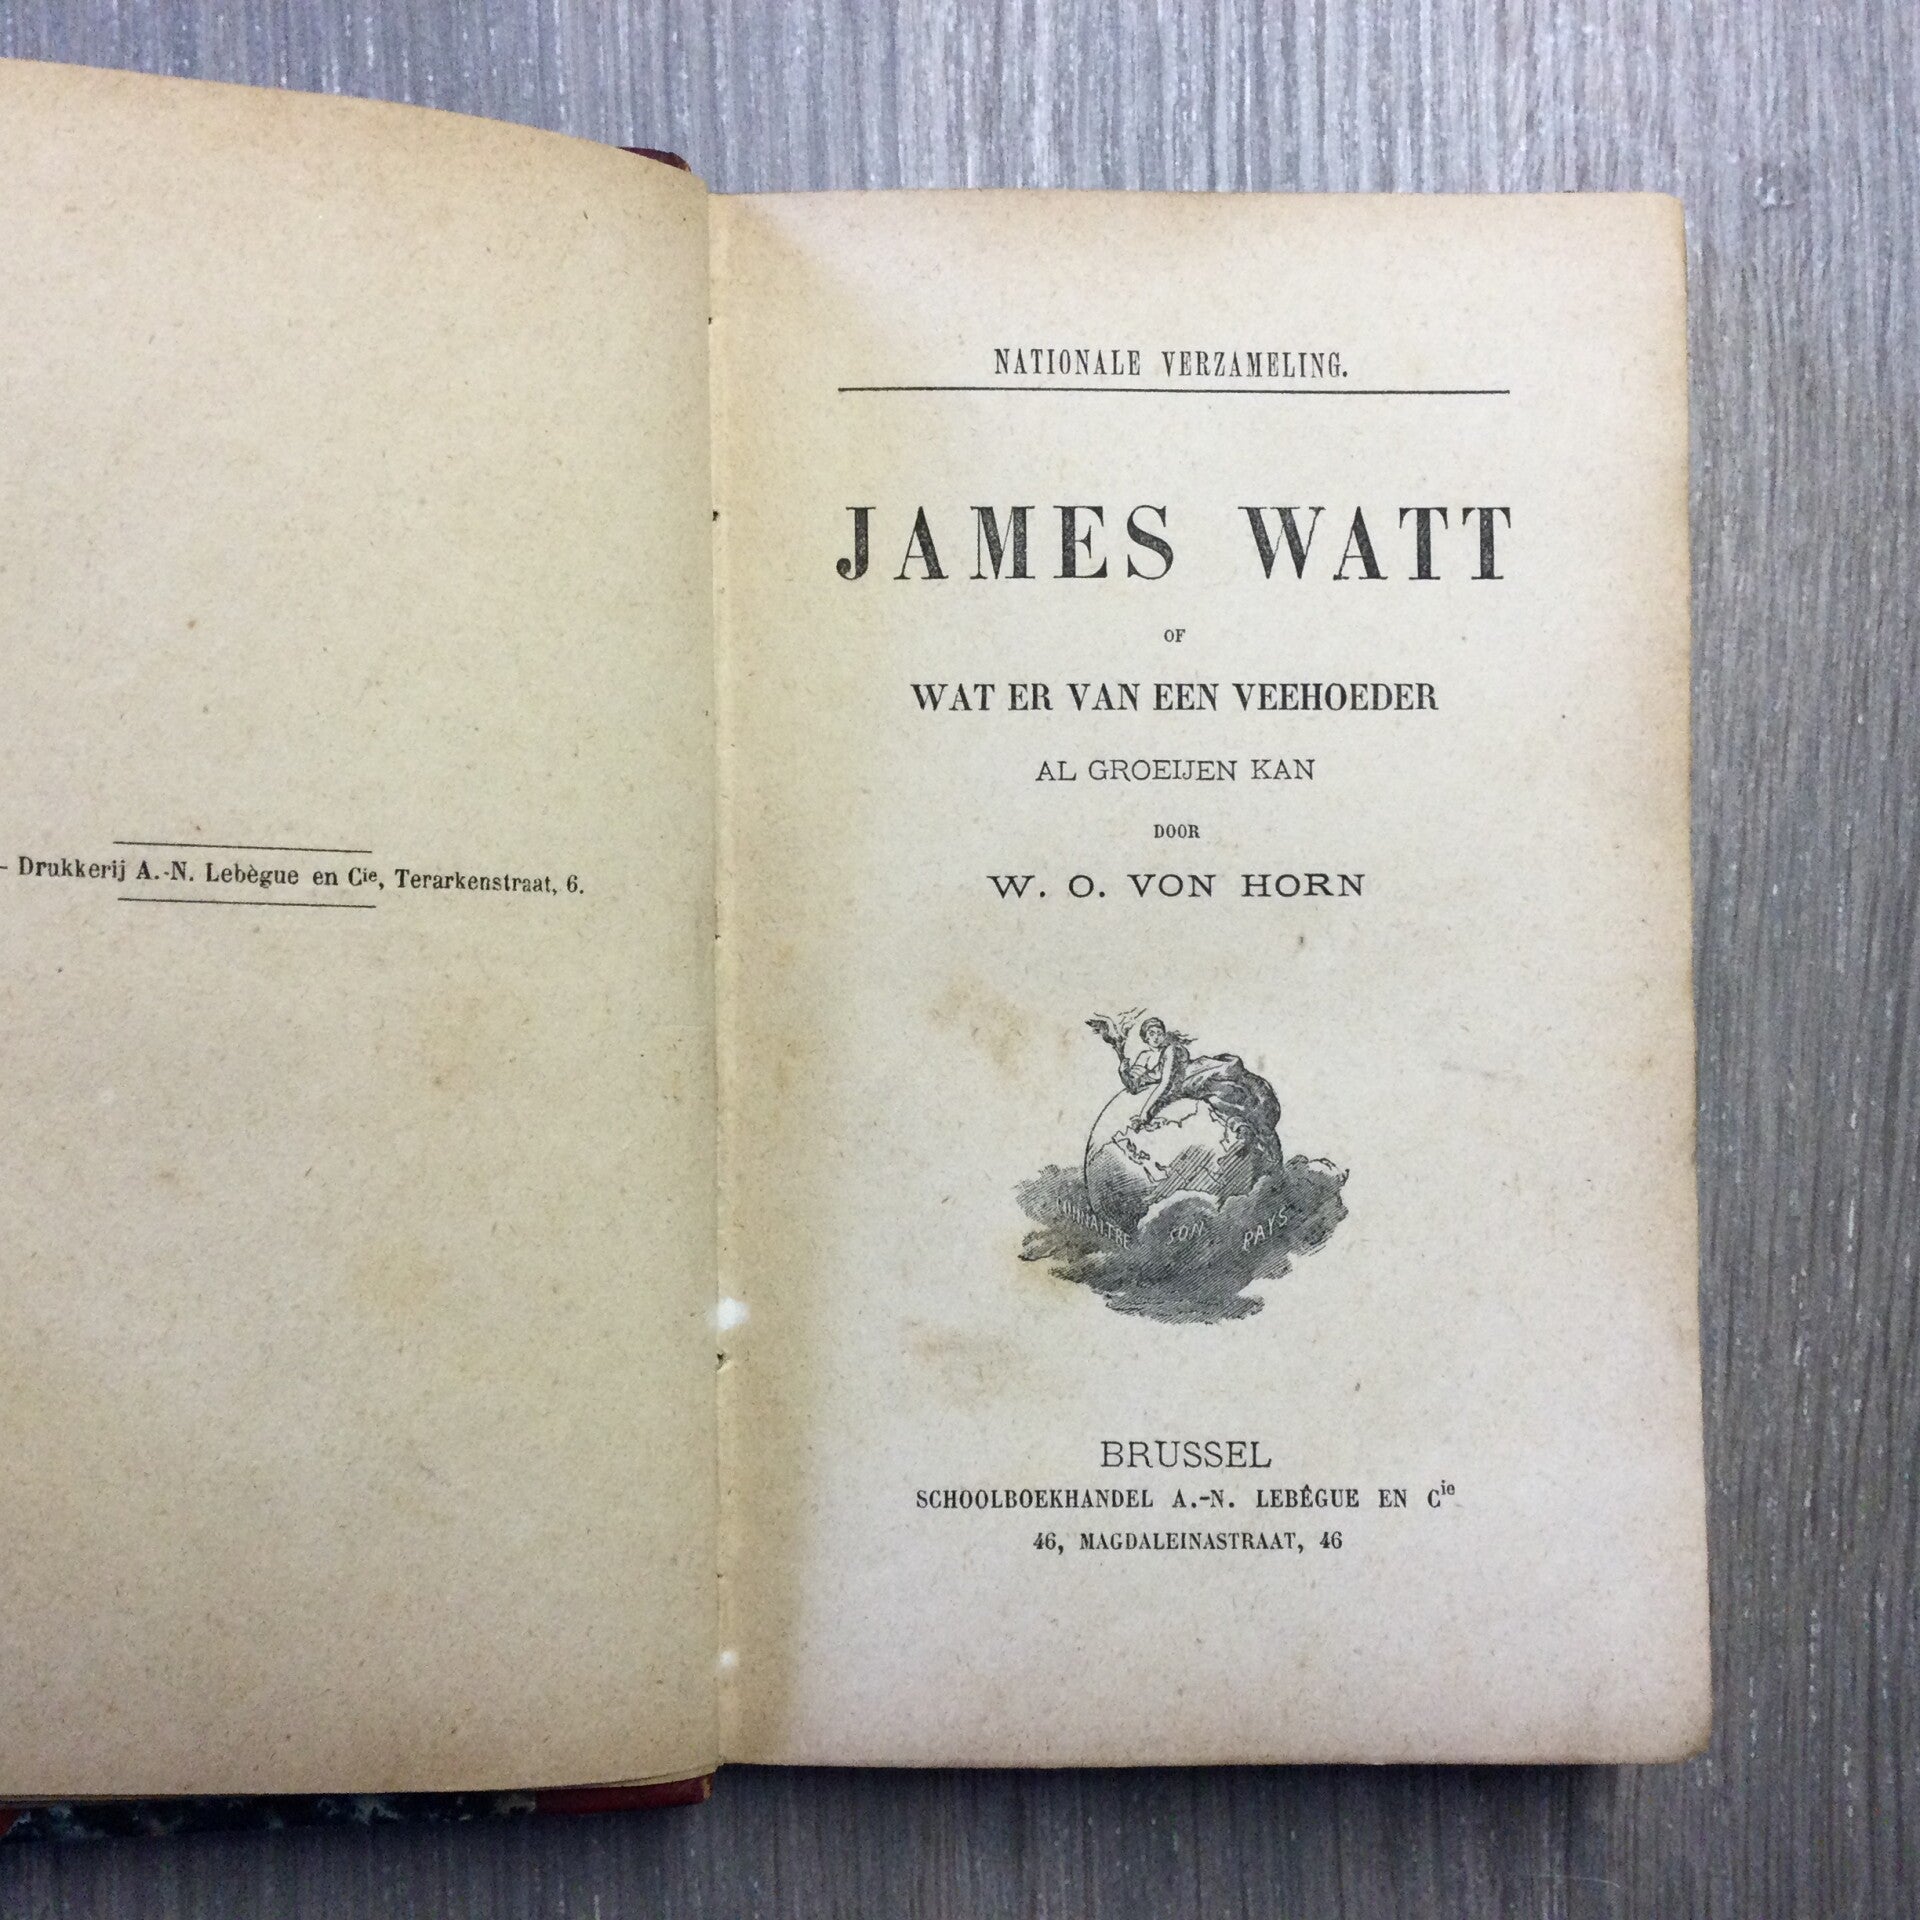 – Drukkerij A.-N. Lebègue en Cie, Terarkenstraat, 6.
NATIONALE VERZAMELING.
JAMES WATT
OF
WAT ER VAN EEN VEEHOEDER
AL GROEIJEN KAN
DOOR
W. O. VON HORN
CONNAITRE SON PAYS
BRUSSEL
SCHOOLBOEKHANDEL A.-N. LEBÈGUE EN Cie
46, MAGDALEINASTRAAT, 46